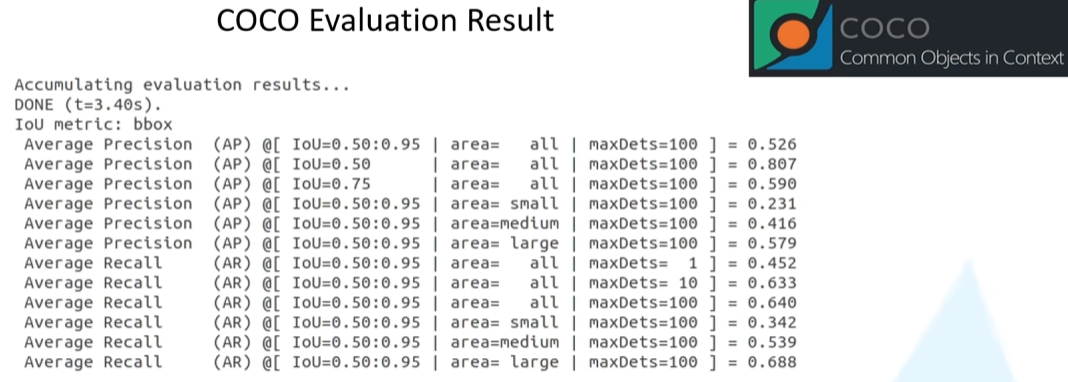 COCO Evaluation Result
COCO
Common Objects in Context
Accumulating evaluation results...
DONE (t=3.40s).
IoU metric: bbox
Average Precision  (AP) @[ IoU=0.50:0.95 | area=   all | maxDets=100 ] = 0.526
Average Precision  (AP) @[ IoU=0.50      | area=   all | maxDets=100 ] = 0.807
Average Precision  (AP) @[ IoU=0.75      | area=   all | maxDets=100 ] = 0.590
Average Precision  (AP) @[ IoU=0.50:0.95 | area= small | maxDets=100 ] = 0.231
Average Precision  (AP) @[ IoU=0.50:0.95 | area=medium | maxDets=100 ] = 0.416
Average Precision  (AP) @[ IoU=0.50:0.95 | area= large | maxDets=100 ] = 0.579
Average Recall     (AR) @[ IoU=0.50:0.95 | area=   all | maxDets=  1 ] = 0.452
Average Recall     (AR) @[ IoU=0.50:0.95 | area=   all | maxDets= 10 ] = 0.633
Average Recall     (AR) @[ IoU=0.50:0.95 | area=   all | maxDets=100 ] = 0.640
Average Recall     (AR) @[ IoU=0.50:0.95 | area= small | maxDets=100 ] = 0.342
Average Recall     (AR) @[ IoU=0.50:0.95 | area=medium | maxDets=100 ] = 0.539
Average Recall     (AR) @[ IoU=0.50:0.95 | area= large | maxDets=100 ] = 0.688